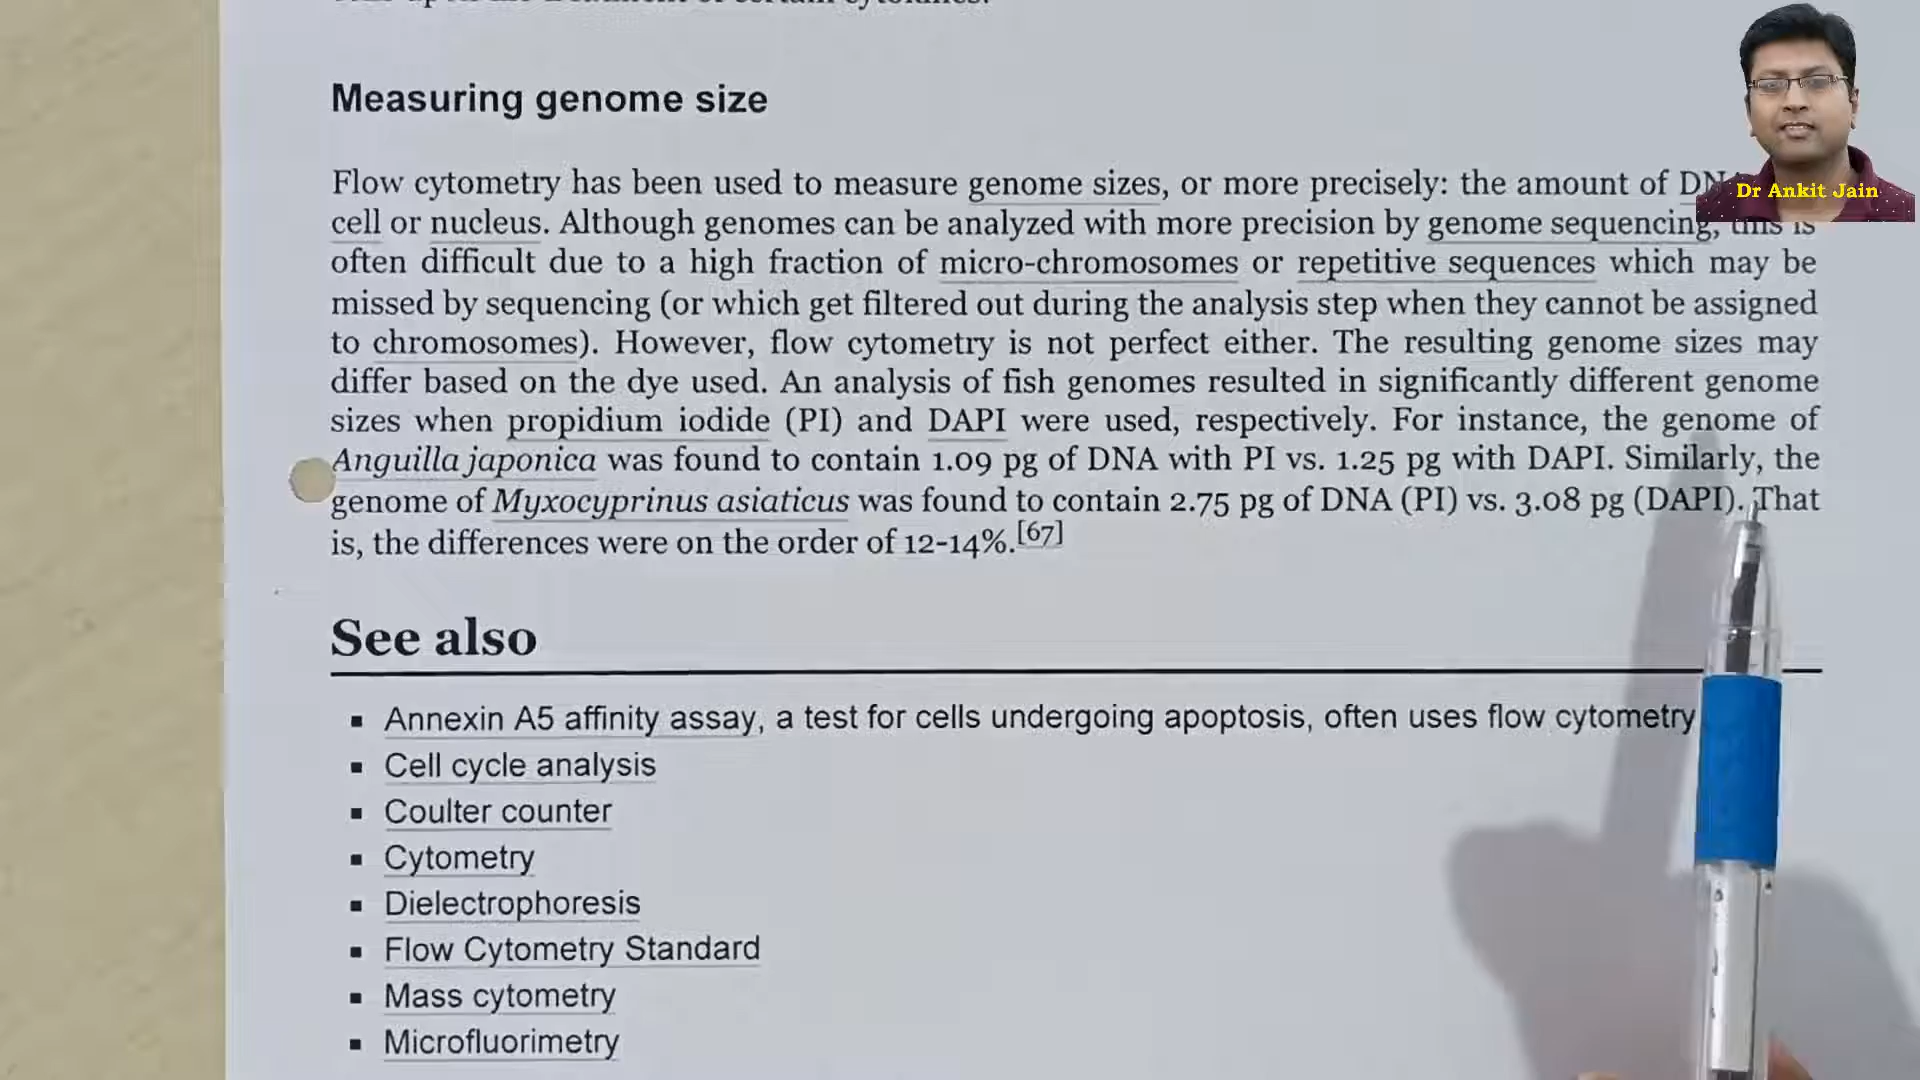 Measuring genome size
Flow cytometry has been used to measure genome sizes, or more precisely: the amount of
Dr Ankit Jain
cell or nucleus. Although genomes can be analyzed with more precision by genome sequencing, this is
often difficult due to a high fraction of micro-chromosomes or repetitive sequences which may be
missed by sequencing (or which get filtered out during the analysis step when they cannot be assigned
to chromosomes). However, flow cytometry is not perfect either. The resulting genome sizes may
differ based on the dye used. An analysis of fish genomes resulted in significantly different genome
sizes when propidium iodide (PI) and DAPI were used, respectively. For instance, the genome of
Anguilla japonica was found to contain 1.09 pg of DNA with PI vs. 1.25 pg with DAPI. Similarly, the
genome of Myxocyprinus asiaticus was found to contain 2.75 pg of DNA (PI) vs. 3.08 pg (DAPI). That
is, the differences were on the order of 12-14%.[67]
See also
▪ Annexin A5 affinity assay, a test for cells undergoing apoptosis, often uses flow cytometry
▪ Cell cycle analysis
▪ Coulter counter
▪ Cytometry
▪ Dielectrophoresis
▪ Flow Cytometry Standard
▪ Mass cytometry
▪ Microfluorimetry